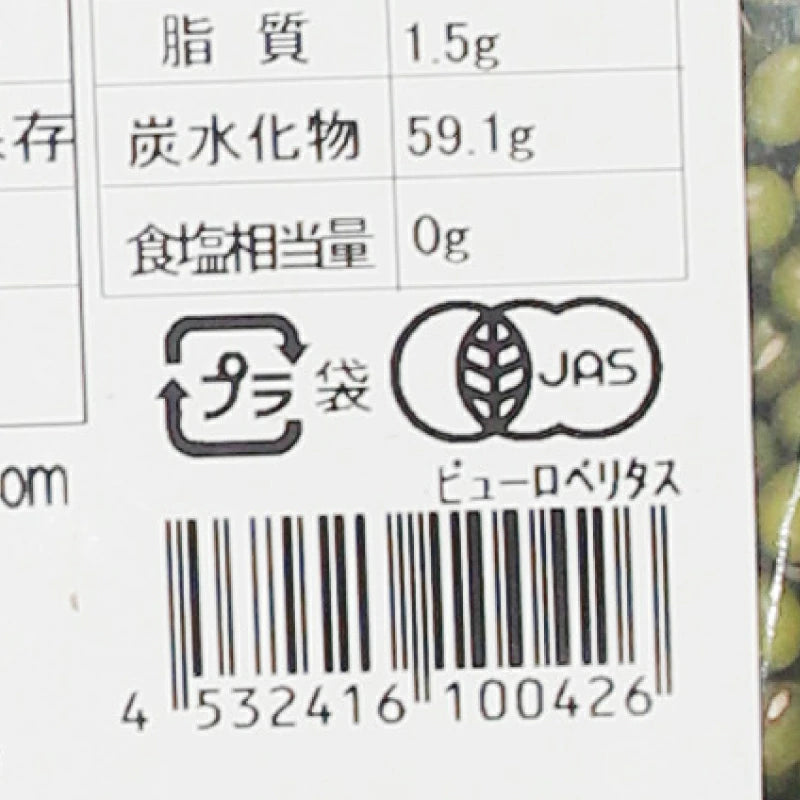 脂質 1.5g
存
炭水化物 59.1g
食塩相当量 0g
プラ 袋 JAS
om
ビューロベリタス
4 532416 100426